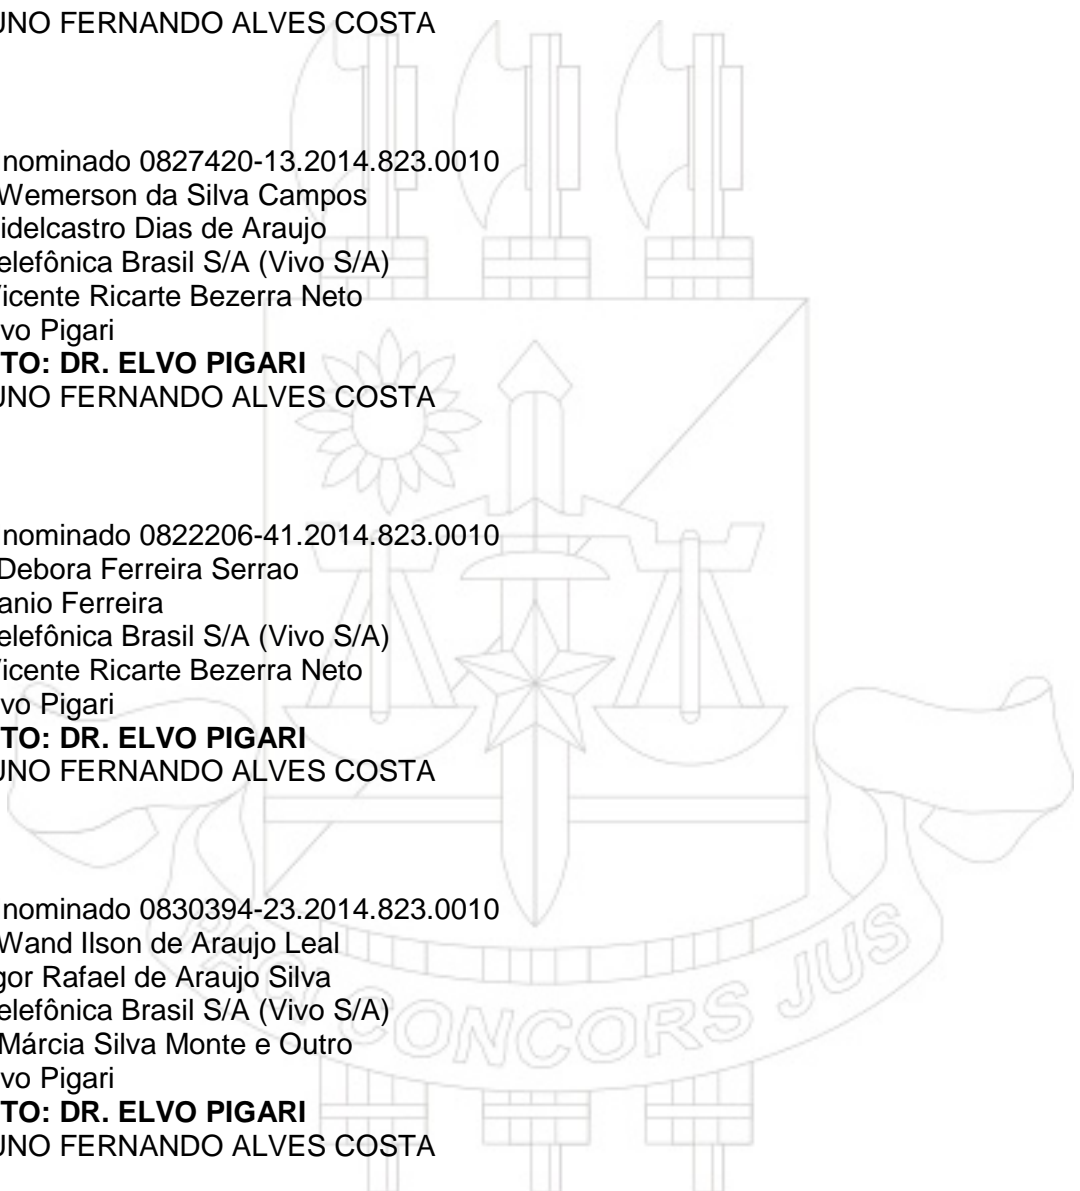 UNO FERNANDO ALVES COSTA
nominado 0827420-13.2014.823.0010
Wemerson da Silva Campos
idelcastro Dias de Araujo
elefônica Brasil S/A (Vivo S/A)
icente Ricarte Bezerra Neto
vo Pigari
TO: DR. ELVO PIGARI
UNO FERNANDO ALVES COSTA
nominado 0822206-41.2014.823.0010
Debora Ferreira Serrao
anio Ferreira
elefônica Brasil S/A (Vivo S/A)
icente Ricarte Bezerra Neto
vo Pigari
TO: DR. ELVO PIGARI
UNO FERNANDO ALVES COSTA
nominado 0830394-23.2014.823.0010
Wand Ilson de Araujo Leal
gor Rafael de Araujo Silva
elefônica Brasil S/A (Vivo S/A)
Márcia Silva Monte e Outro
vo Pigari
TO: DR. ELVO PIGARI
UNO FERNANDO ALVES COSTA
PAQ CONCORS JUS